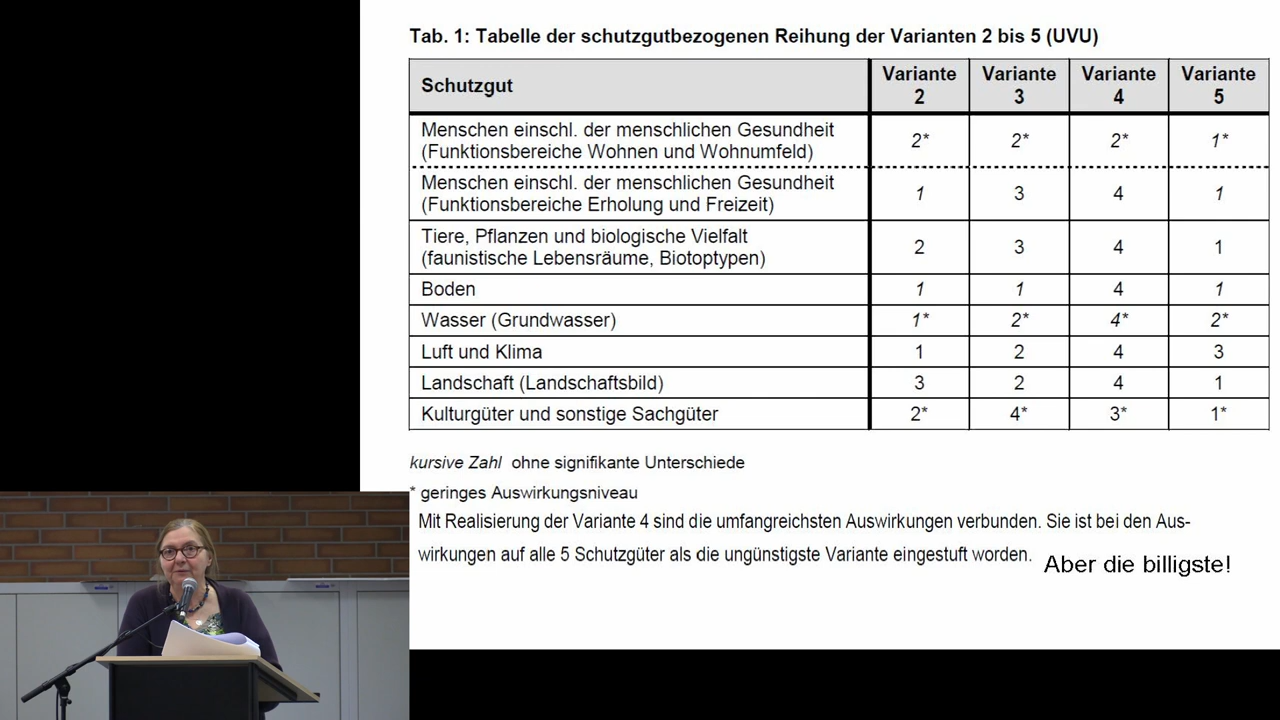 Tab. 1: Tabelle der schutzgutbezogenen Reihung der Varianten 2 bis 5 (UVU)
Schutzgut Variante 2 Variante 3 Variante 4 Variante 5
Menschen einschl. der menschlichen Gesundheit
(Funktionsbereiche Wohnen und Wohnumfeld) 2* 2* 2* 1*
Menschen einschl. der menschlichen Gesundheit
(Funktionsbereiche Erholung und Freizeit) 1 3 4 1
Tiere, Pflanzen und biologische Vielfalt
(faunistische Lebensräume, Biotoptypen) 2 3 4 1
Boden 1 1 4 1
Wasser (Grundwasser) 1* 2* 4* 2*
Luft und Klima 1 2 4 3
Landschaft (Landschaftsbild) 3 2 4 1
Kulturgüter und sonstige Sachgüter 2* 4* 3* 1*
kursive Zahl ohne signifikante Unterschiede
* geringes Auswirkungsniveau
Mit Realisierung der Variante 4 sind die umfangreichsten Auswirkungen verbunden. Sie ist bei den Aus-
wirkungen auf alle 5 Schutzgüter als die ungünstigste Variante eingestuft worden.
Aber die billigste!